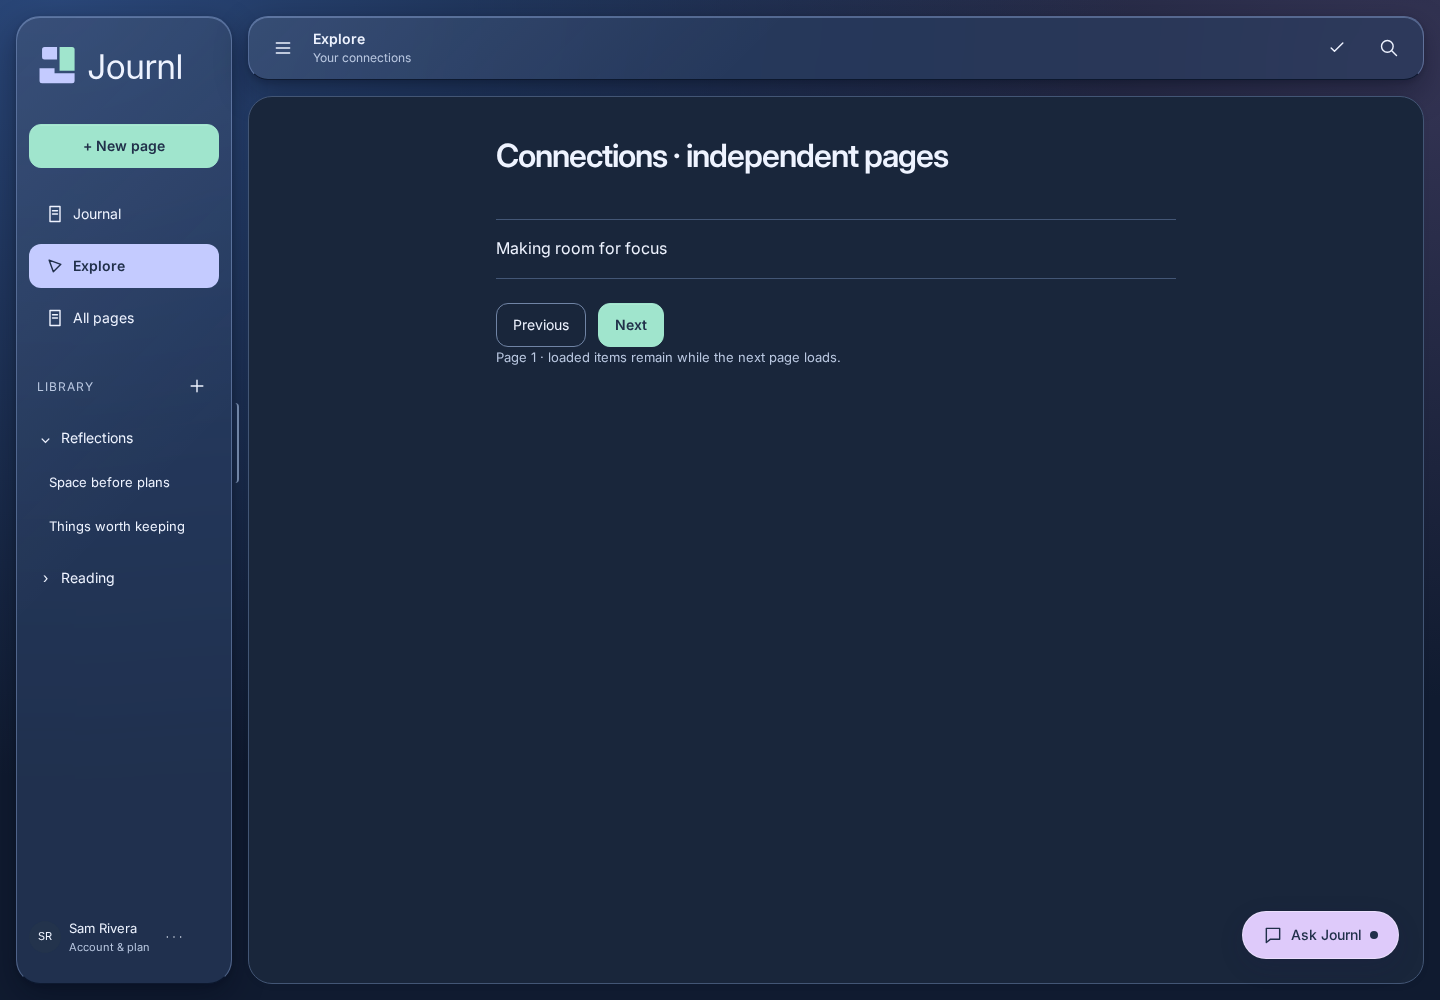 Journl
+ New page
Journal
Explore
All pages
LIBRARY
Reflections
Space before plans
Things worth keeping
Reading
SR
Sam Rivera
Account & plan
Explore
Your connections
Connections · independent pages
Making room for focus
Previous
Next
Page 1 · loaded items remain while the next page loads.
Ask Journl